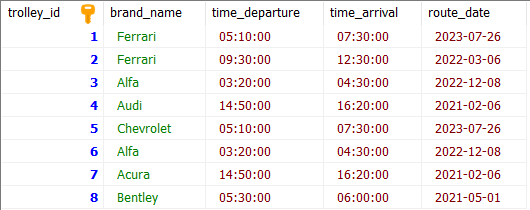 trolley_id brand_name time_departure time_arrival route_date
1 Ferrari 05:10:00 07:30:00 2023-07-26
2 Ferrari 09:30:00 12:30:00 2022-03-06
3 Alfa 03:20:00 04:30:00 2022-12-08
4 Audi 14:50:00 16:20:00 2021-02-06
5 Chevrolet 05:10:00 07:30:00 2023-07-26
6 Alfa 03:20:00 04:30:00 2022-12-08
7 Acura 14:50:00 16:20:00 2021-02-06
8 Bentley 05:30:00 06:00:00 2021-05-01